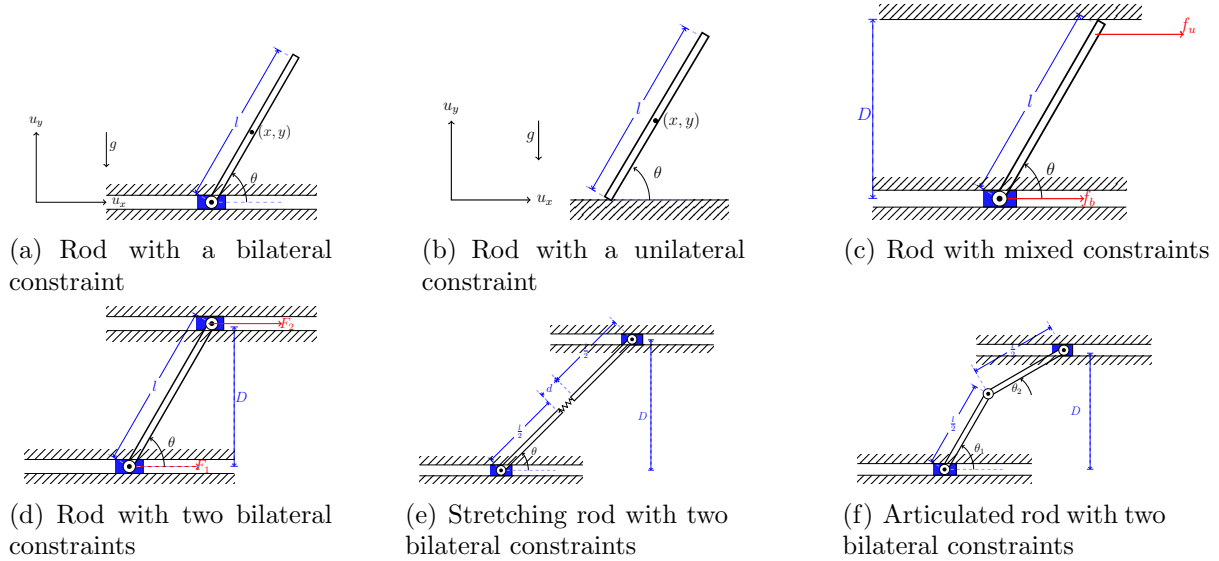 u_y
g
l
(x, y)
θ
u_x
(a) Rod with a bilateral
constraint
u_y
g
l
(x, y)
θ
u_x
(b) Rod with a unilateral
constraint
f_u
l
D
θ
f_b
(c) Rod with mixed constraints
F_2
l
D
θ
F_1
(d) Rod with two bilateral
constraints
l/2
d
D
l/2
θ
(e) Stretching rod with two
bilateral constraints
l/2
θ_2
D
l/2
θ_1
(f) Articulated rod with two
bilateral constraints